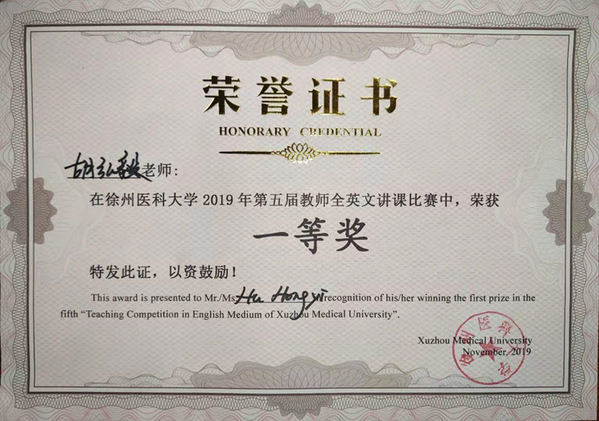 荣誉证书
HONORARY CREDENTIAL
胡弘毅老师:
在徐州医科大学 2019 年第五届教师全英文讲课比赛中，荣获
一等奖
特发此证，以资鼓励！
This award is presented to Mr./Ms. Hu Hongyi recognition of his/her winning the first prize in the
fifth “Teaching Competition in English Medium of Xuzhou Medical University”.
Xuzhou Medical University
November, 2019